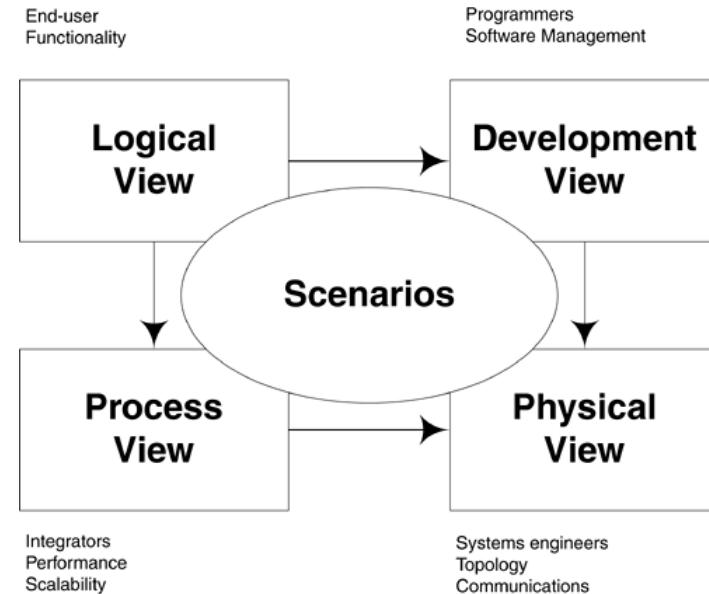 End-user
Functionality
Programmers
Software Management
Logical
View
Development
View
Scenarios
Process
View
Physical
View
Integrators
Performance
Scalability
Systems engineers
Topology
Communications